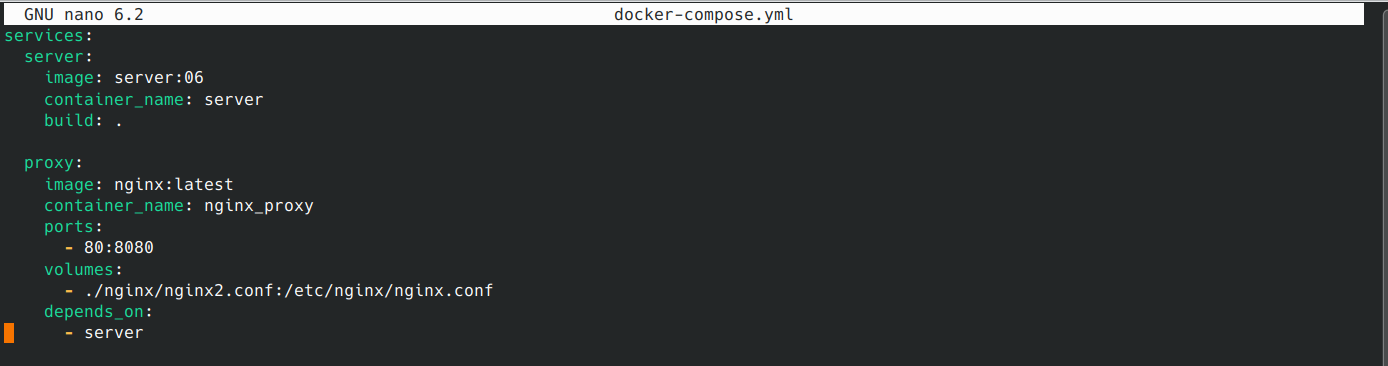 GNU nano 6.2 docker-compose.yml
services:
  server:
    image: server:06
    container_name: server
    build: .

  proxy:
    image: nginx:latest
    container_name: nginx_proxy
    ports:
      - 80:8080
    volumes:
      - ./nginx/nginx2.conf:/etc/nginx/nginx.conf
    depends_on:
      - server